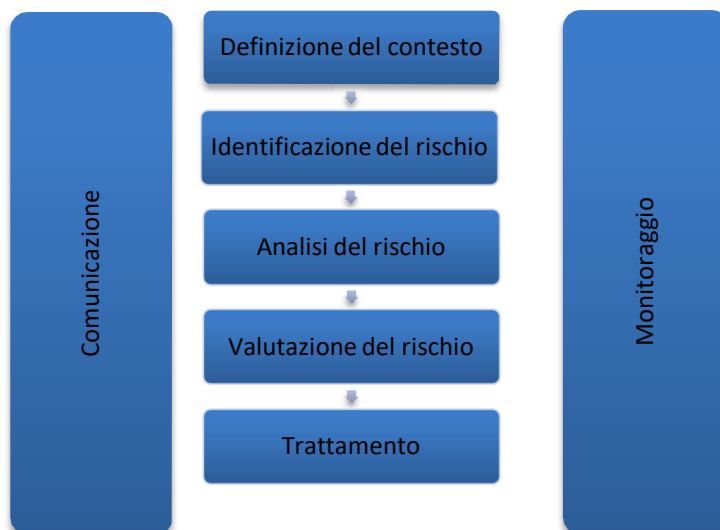 Comunicazione
Definizione del contesto
Identificazione del rischio
Analisi del rischio
Valutazione del rischio
Trattamento
Monitoraggio